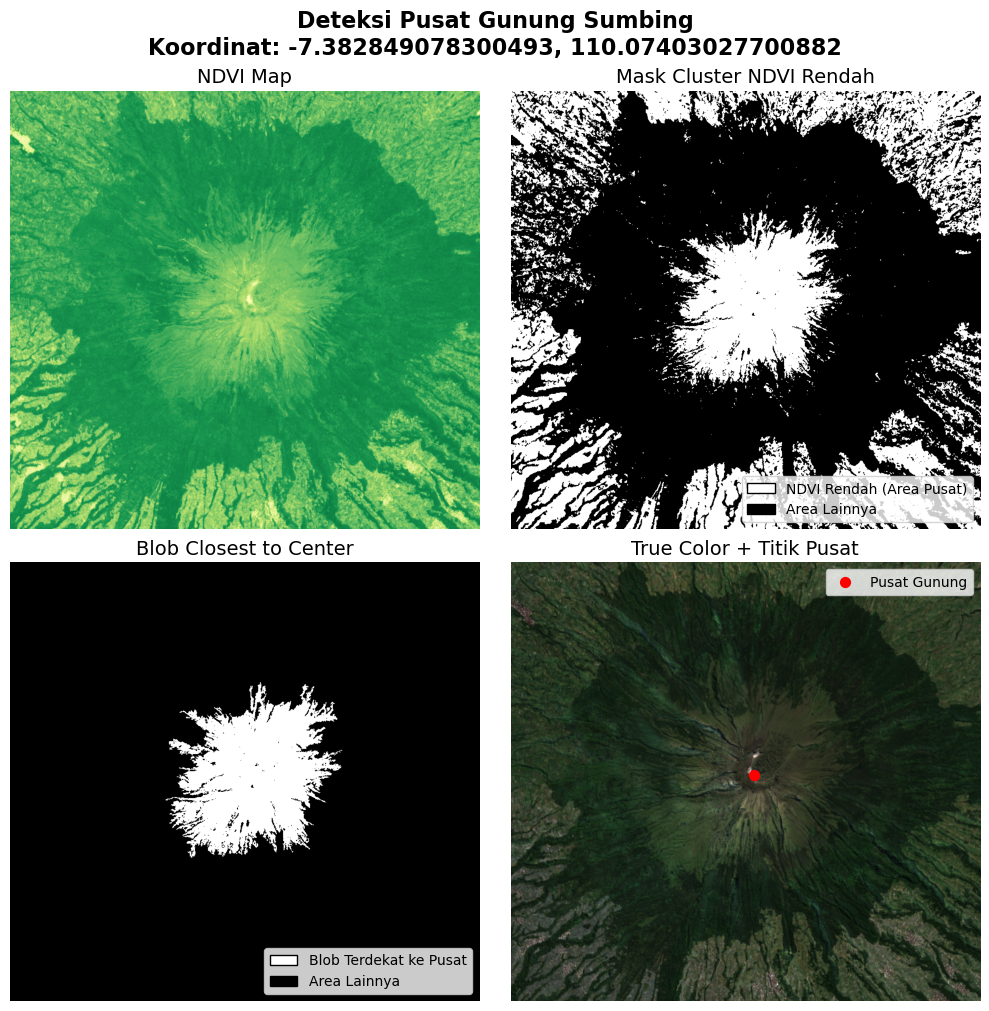 Deteksi Pusat Gunung Sumbing
Koordinat: -7.382849078300493, 110.07403027700882
NDVI Map
Mask Cluster NDVI Rendah
NDVI Rendah (Area Pusat)
Area Lainnya
Blob Closest to Center
True Color + Titik Pusat
Pusat Gunung
Blob Terdekat ke Pusat
Area Lainnya